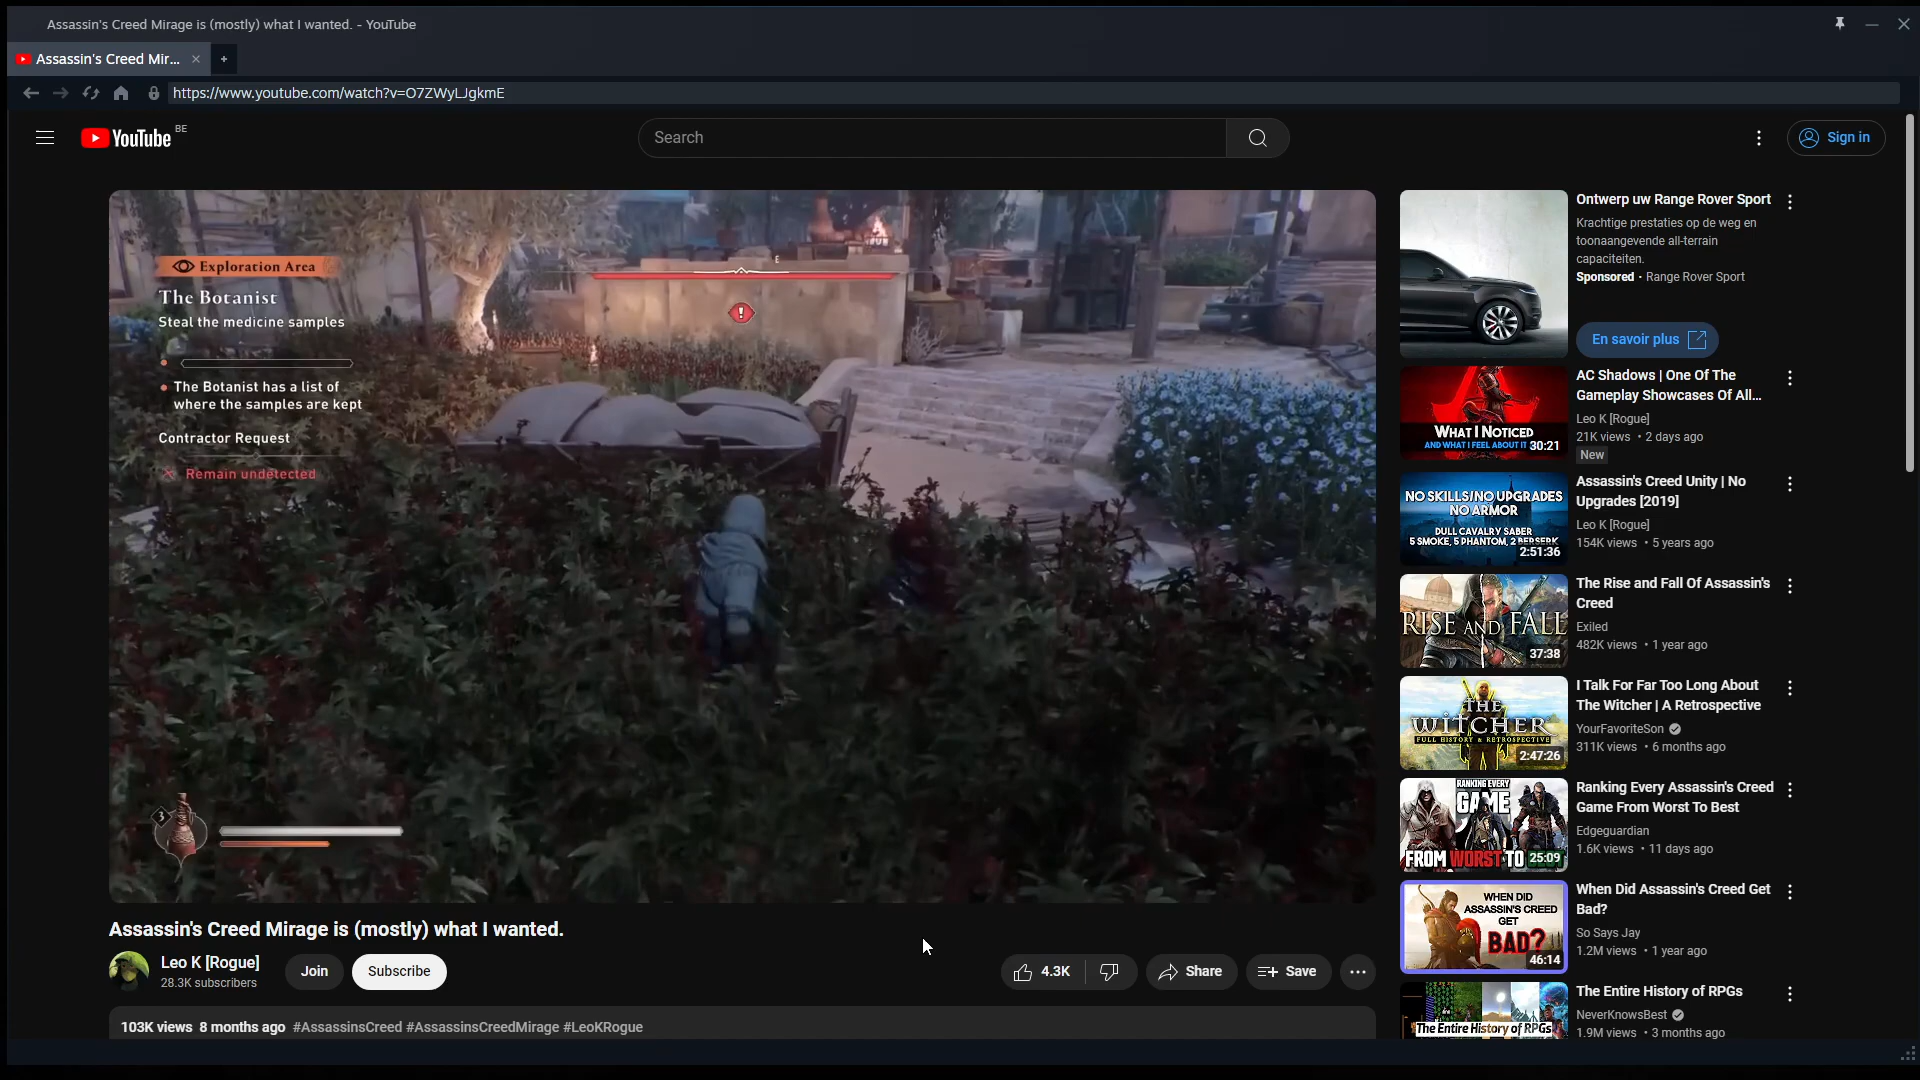 Assassin's Creed Mirage is (mostly) what I wanted. - YouTube
Assassin's Creed Mir...
https://www.youtube.com/watch?v=O7ZWyLJgkmE
YouTube BE
Search
Sign in
Exploration Area
The Botanist
Steal the medicine samples
The Botanist has a list of
where the samples are kept
Contractor Request
Remain undetected
E
!
3
Assassin's Creed Mirage is (mostly) what I wanted.
Leo K [Rogue]
28.3K subscribers
Join
Subscribe
4.3K
Share
Save
103K views 8 months ago #AssassinsCreed #AssassinsCreedMirage #LeoKRogue
Ontwerp uw Range Rover Sport
Krachtige prestaties op de weg en
toonaangevende all-terrain
capaciteiten.
Sponsored · Range Rover Sport
En savoir plus
WHAT I NOTICED
AND WHAT I FEEL ABOUT IT
30:21
AC Shadows | One Of The
Gameplay Showcases Of All...
Leo K [Rogue]
21K views • 2 days ago
New
NO SKILLS/NO UPGRADES
NO ARMOR
DULL CAVALRY SABER
5 SMOKE, 5 PHANTOM, 2 BERSERK
2:51:36
Assassin's Creed Unity | No
Upgrades [2019]
Leo K [Rogue]
154K views • 5 years ago
RISE AND FALL
37:38
The Rise and Fall Of Assassin's
Creed
Exiled
482K views • 1 year ago
THE
WITCHER
FULL HISTORY & RETROSPECTIVE
2:47:26
I Talk For Far Too Long About
The Witcher | A Retrospective
YourFavoriteSon
311K views • 6 months ago
RANKING EVERY
GAME
FROM WORST TO
25:09
Ranking Every Assassin's Creed
Game From Worst To Best
Edgeguardian
1.6K views • 11 days ago
WHEN DID
ASSASSIN'S CREED
GET
BAD?
46:14
When Did Assassin's Creed Get
Bad?
So Says Jay
1.2M views • 1 year ago
The Entire History of RPGs
The Entire History of RPGs
NeverKnowsBest
1.9M views • 3 months ago